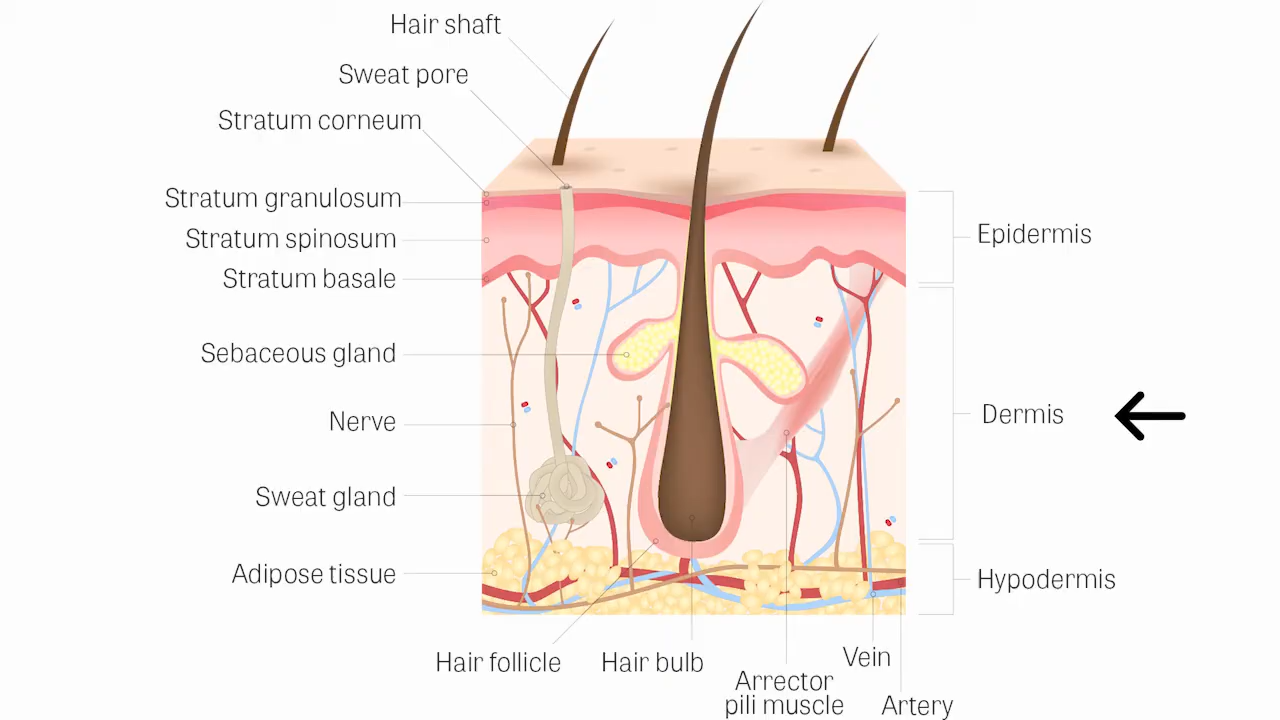 Hair shaft
Sweat pore
Stratum corneum
Stratum granulosum
Stratum spinosum
Stratum basale
Sebaceous gland
Nerve
Sweat gland
Adipose tissue
Epidermis
Dermis
Hypodermis
Hair follicle
Hair bulb
Arrector
pili muscle
Vein
Artery